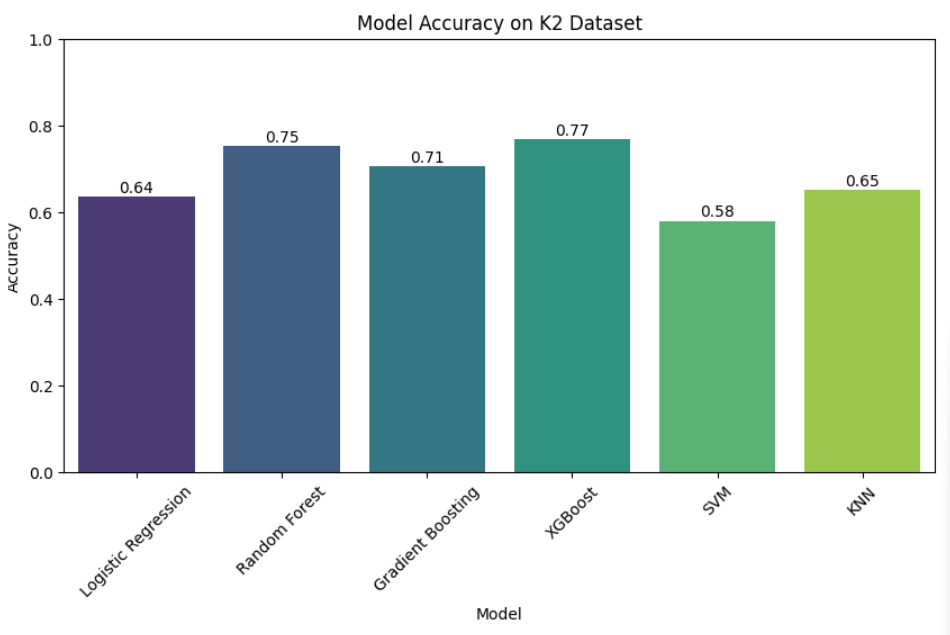 Model Accuracy on K2 Dataset
1.0
0.8
0.6
0.4
0.2
0.0
Accuracy
0.64
0.75
0.71
0.77
0.58
0.65
Logistic Regression
Random Forest
Gradient Boosting
XGBoost
SVM
KNN
Model